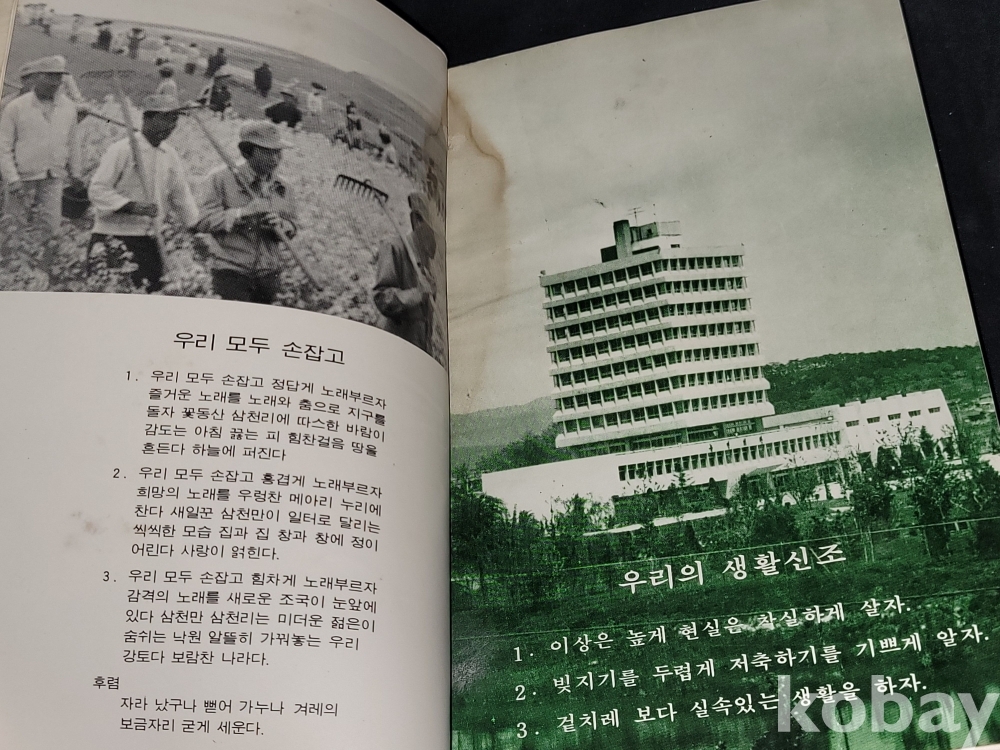 우리 모두 손잡고
1. 우리 모두 손잡고 정답게 노래부르자
즐거운 노래를 노래와 춤으로 지구를
돌자 꽃동산 삼천리에 따스한 바람이
감도는 아침 끓는 피 힘찬걸음 땅을
흔든다 하늘에 퍼진다
2. 우리 모두 손잡고 흥겹게 노래부르자
희망의 노래를 우렁찬 메아리 누리에
찬다 새일꾼 삼천만이 일터로 달리는
씩씩한 모습 집과 집 창과 창에 정이
어린다 사랑이 얽힌다.
3. 우리 모두 손잡고 힘차게 노래부르자
감격의 노래를 새로운 조국이 눈앞에
있다 삼천만 삼천리는 미더운 젊은이
숨쉬는 낙원 알뜰히 가꿔놓는 우리
강토다 보람찬 나라다.
후렴
자라 났구나 뻗어 가누나 겨레의
보금자리 굳게 세운다.
우리의 생활신조
1. 이상은 높게 현실은 착실하게 살자.
2. 빚지기를 두렵게 저축하기를 기쁘게 알자.
3. 겉치레 보다 실속있는 생활을 하자.
kobay